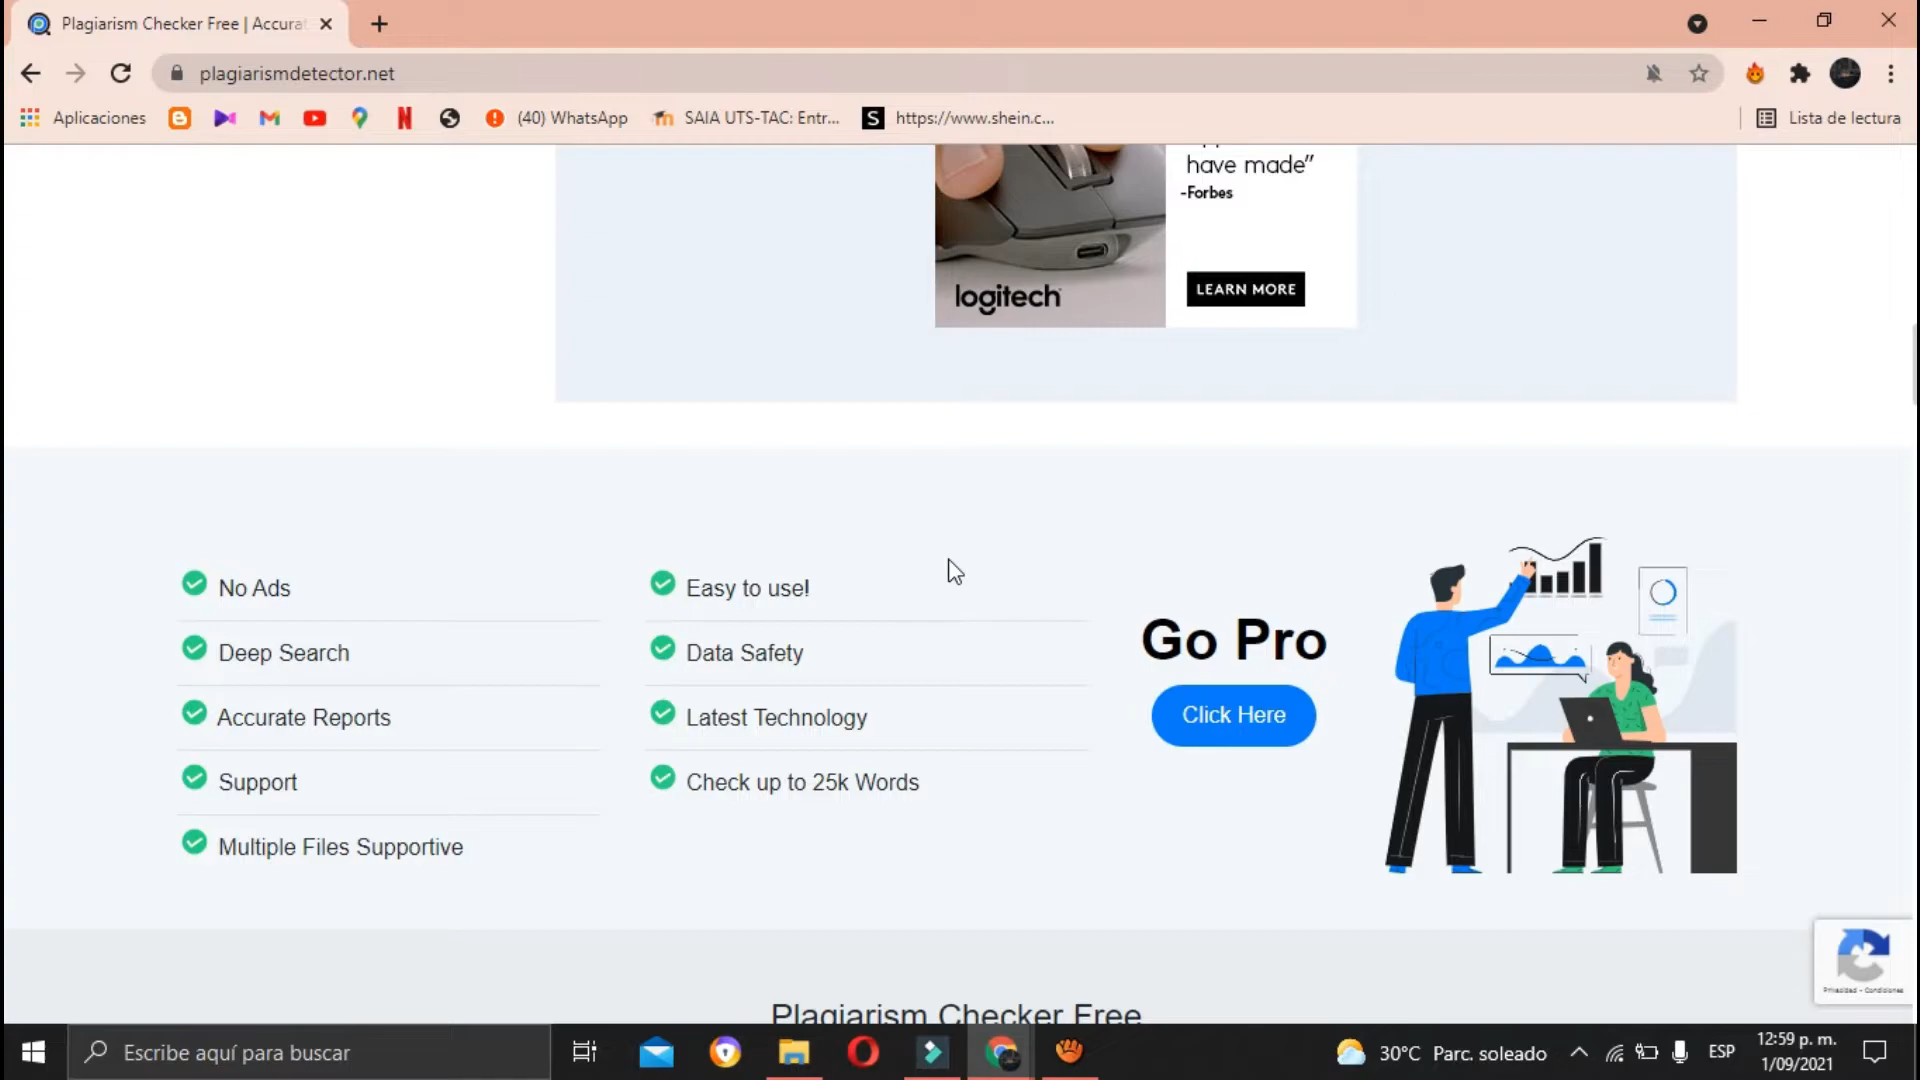 Plagiarism Checker Free | Accurat
plagiarismdetector.net
Aplicaciones
(40) WhatsApp
SAIA UTS-TAC: Entr...
S
https://www.shein.c...
Lista de lectura
have made”
-Forbes
LEARN MORE
logitech
No Ads
Deep Search
Accurate Reports
Support
Multiple Files Supportive
Easy to use!
Data Safety
Latest Technology
Check up to 25k Words
Go Pro
Click Here
Privacidad - Condiciones
Plagiarism Checker Free
Escribe aquí para buscar
30°C Parc. soleado
ESP
12:59 p. m.
1/09/2021